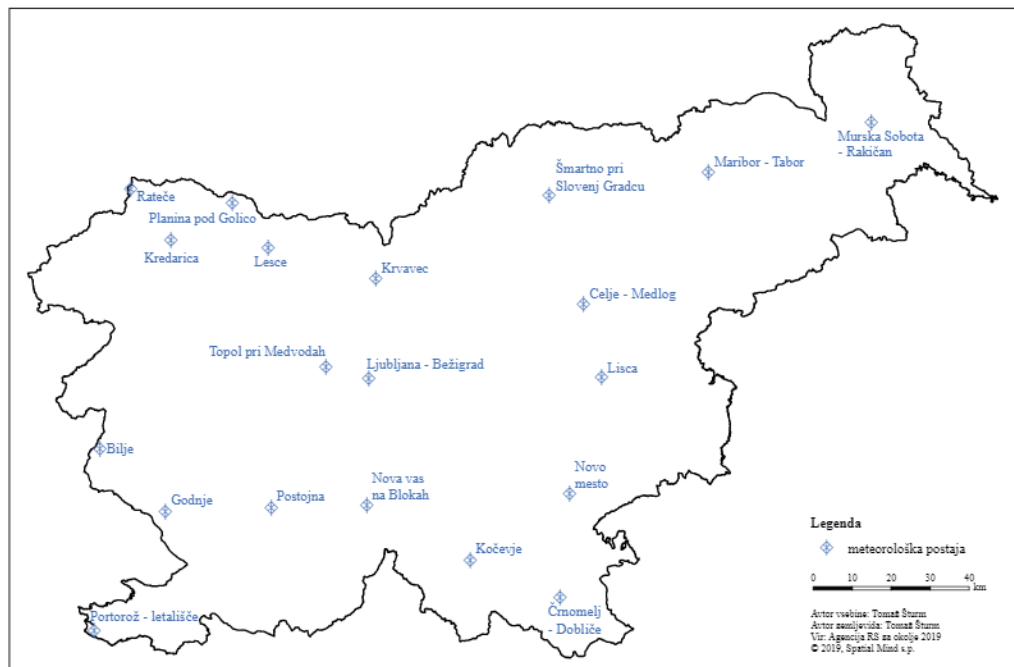 Murska Sobota
- Rakičan
Maribor - Tabor
Šmartno pri
Slovenj Gradcu
Rateče
Planina pod Golico
Kredarica
Lesce
Krvavec
Celje - Medlog
Topol pri Medvodah
Ljubljana - Bežigrad
Lisca
Bilje
Novo
mesto
Nova vas
na Blokah
Godnje
Postojna
Kočevje
Črnomelj
- Dobliče
Portorož - letališče
Legenda
meteorološka postaja
0 10 20 30 40
km
Avtor vsebine: Tomaž Šturm
Avtor zemljevida: Tomaž Šturm
Vir: Agencija RS za okolje 2019
© 2019, Spatial Mind s.p.